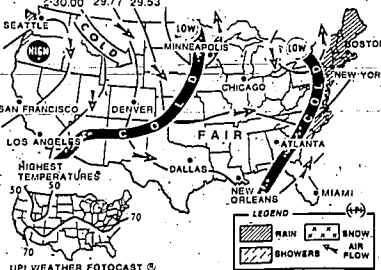 30.00 29.77 29.53
SEATTLE
COLD
LOW
MINNEAPOLIS
LOW
BOSTON
HIGH
NEW YORK
CHICAGO
SAN FRANCISCO
DENVER
COLD
COLD
FAIR
LOS ANGELES
ATLANTA
HIGHEST
TEMPERATURES
DALLAS
50
50
NEW
ORLEANS
MIAMI
70
70
LEGEND
RAIN
SNOW
SHOWERS
AIR
FLOW
UPI WEATHER FOTOCAST ®